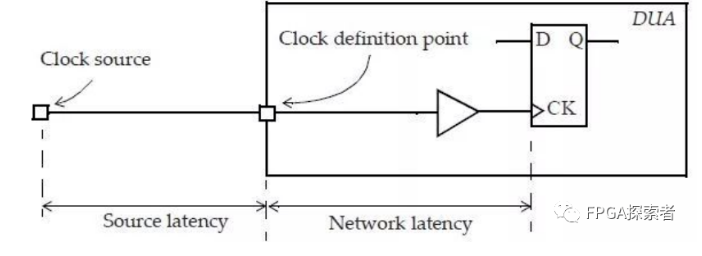 DUA
Clock definition point
D Q
Clock source
CK
Source latency
Network latency
FPGA探索者